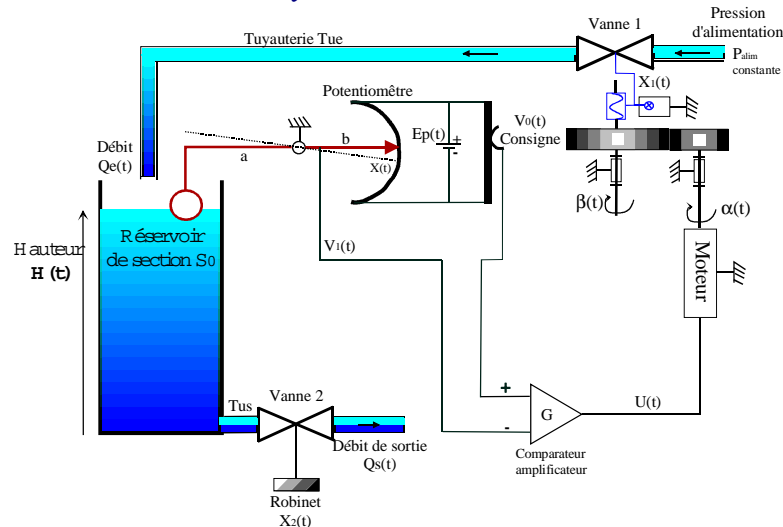 Pression
d'alimentation
Palim
constante
Vanne 1
Tuyauterie Tue
X1(t)
Potentiomètre
Débit
Qe(t)
a
b
X(t)
Ep(t)
+
-
V0(t)
Consigne
β(t)
α(t)
Moteur
Hauteur
H(t)
Réservoir
de section S0
V1(t)
Tus
Vanne 2
Débit de sortie
Qs(t)
Robinet
X2(t)
+
-
G
U(t)
Comparateur
amplificateur